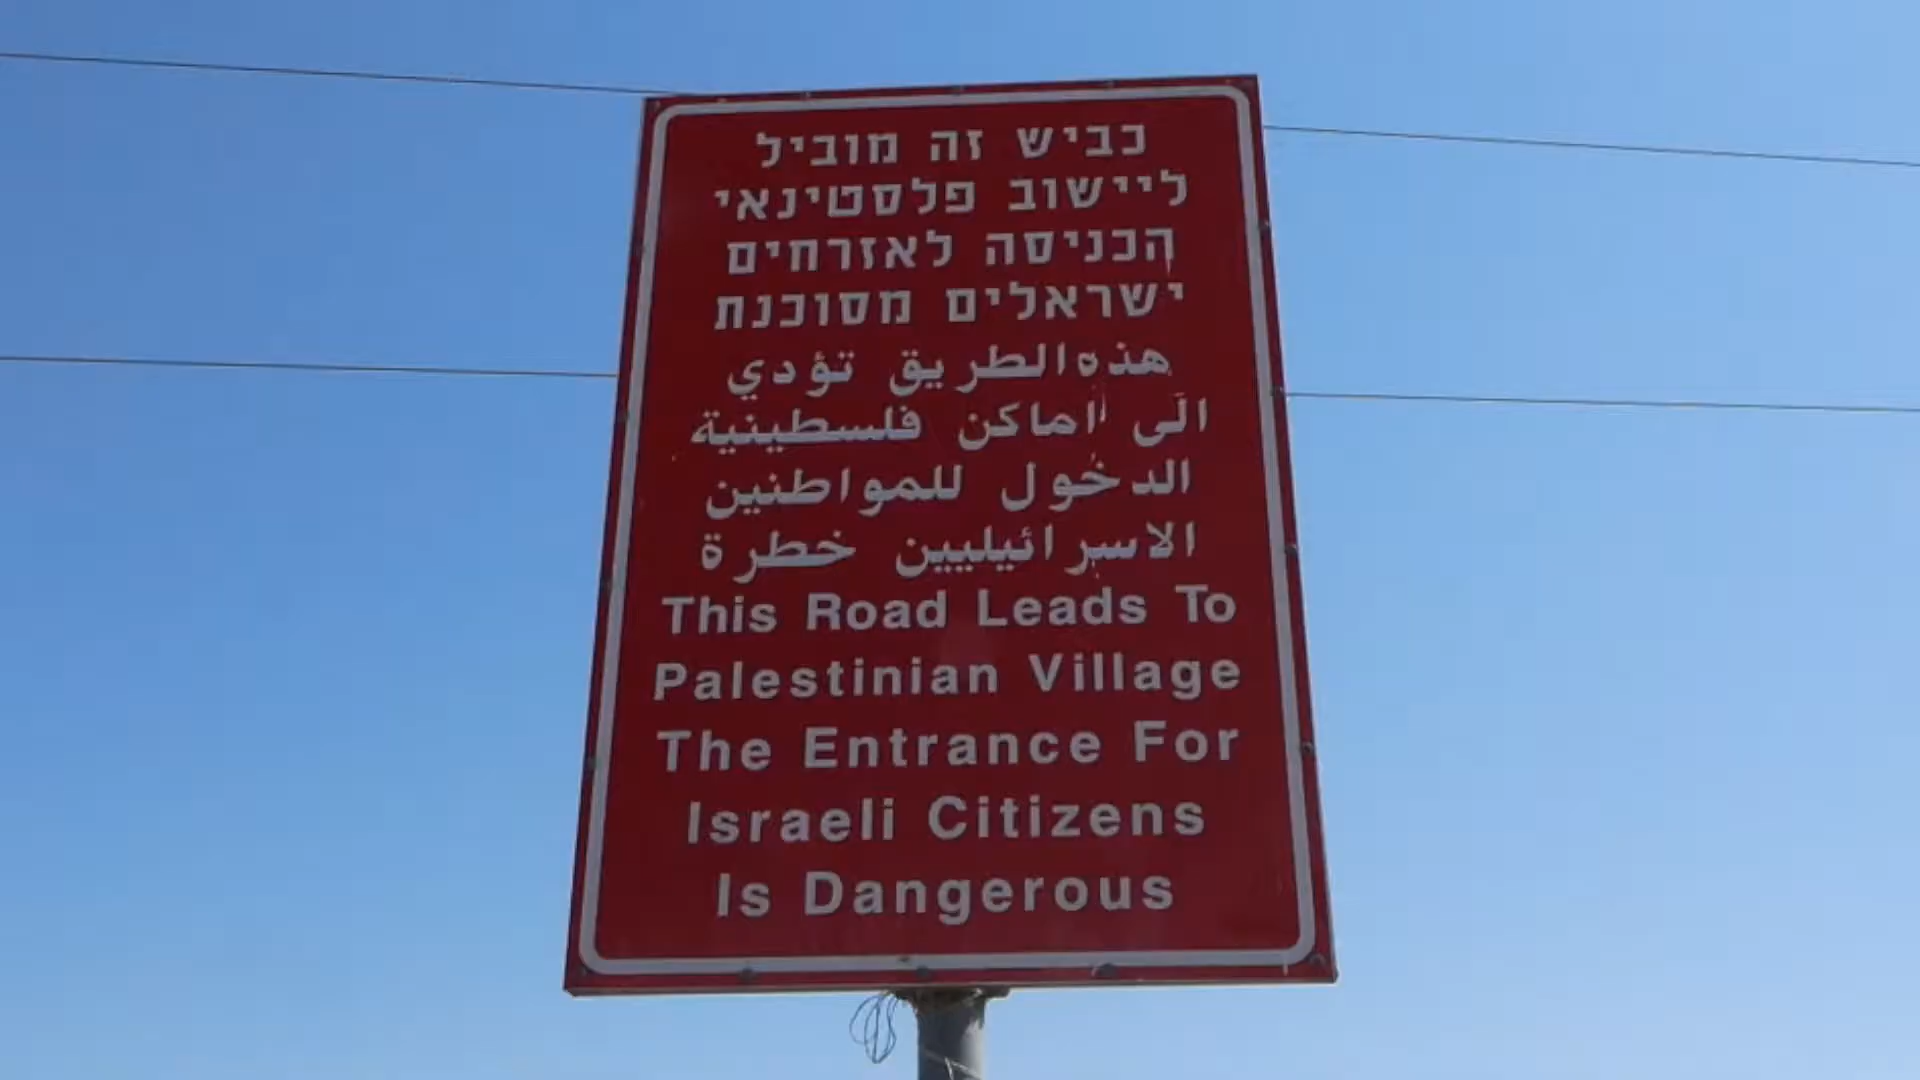 כביש זה מוביל
ליישוב פלסטינאי
הכניסה לאזרחים
ישראלים מסוכנת
هذه الطريق تؤدي
الى اماكن فلسطينية
الدخول للمواطنين
الاسرائيليين خطرة
This Road Leads To
Palestinian Village
The Entrance For
Israeli Citizens
Is Dangerous